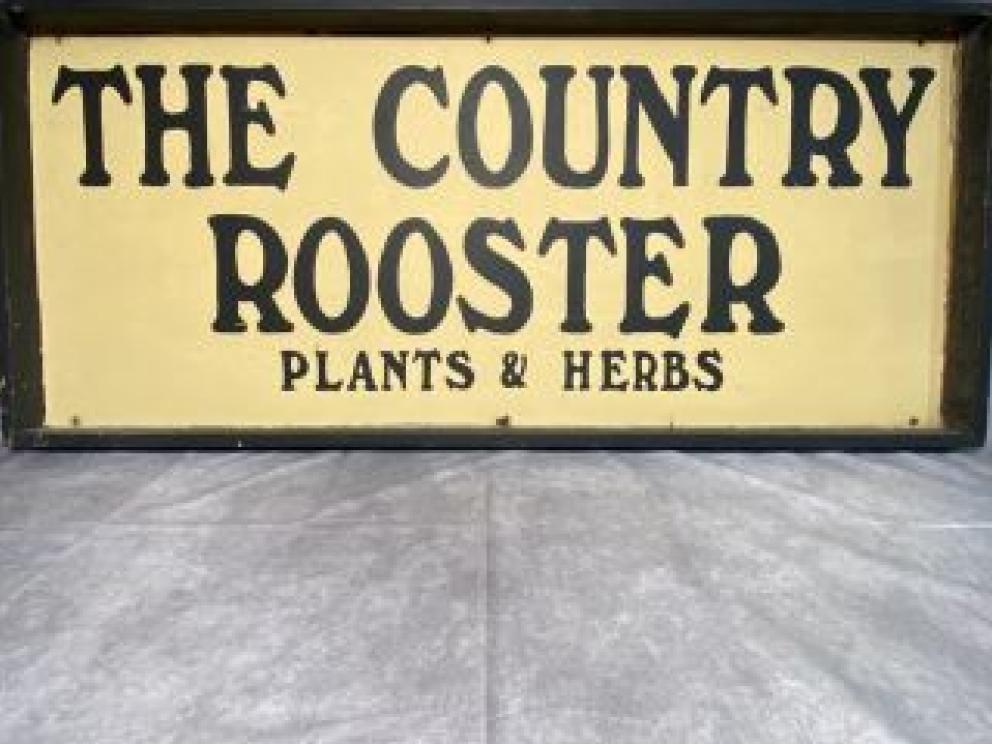 THE COUNTRY
ROOSTER
PLANTS & HERBS